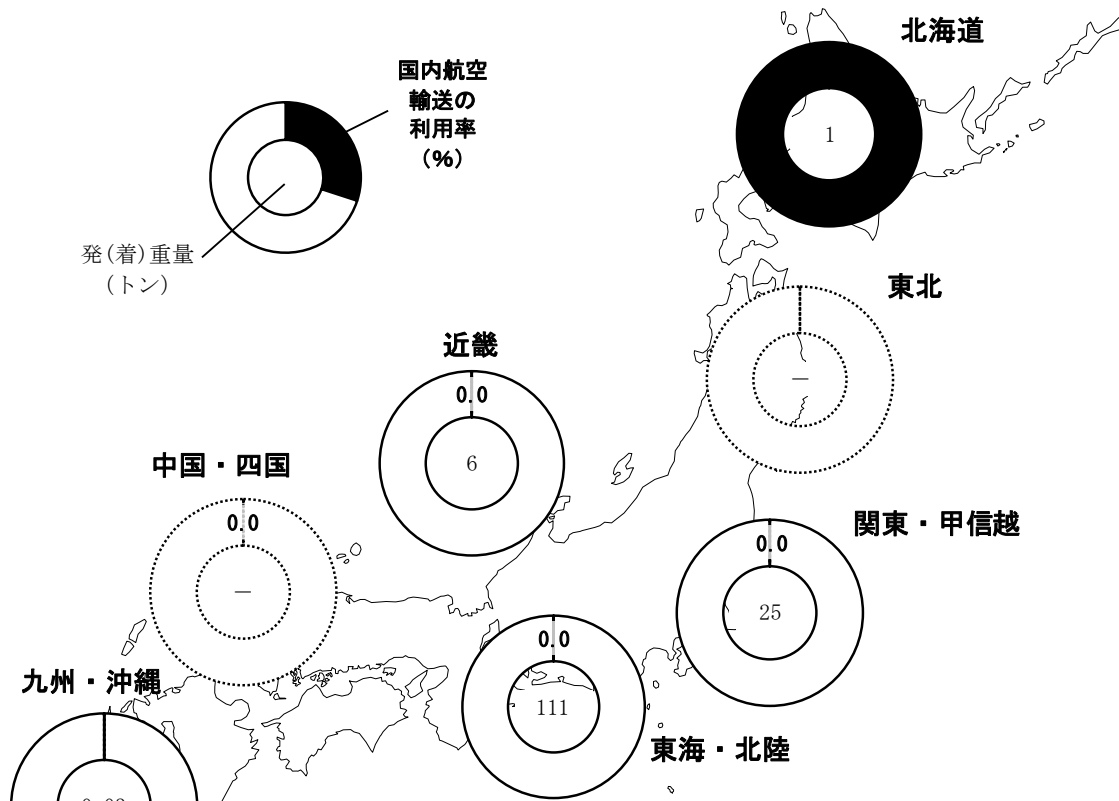 北海道
1
国内航空
輸送の
利用率
(%)
発(着)重量
(トン)
東北
－
近畿
0.0
6
中国・四国
0.0
－
関東・甲信越
0.0
25
東海・北陸
0.0
111
九州・沖縄